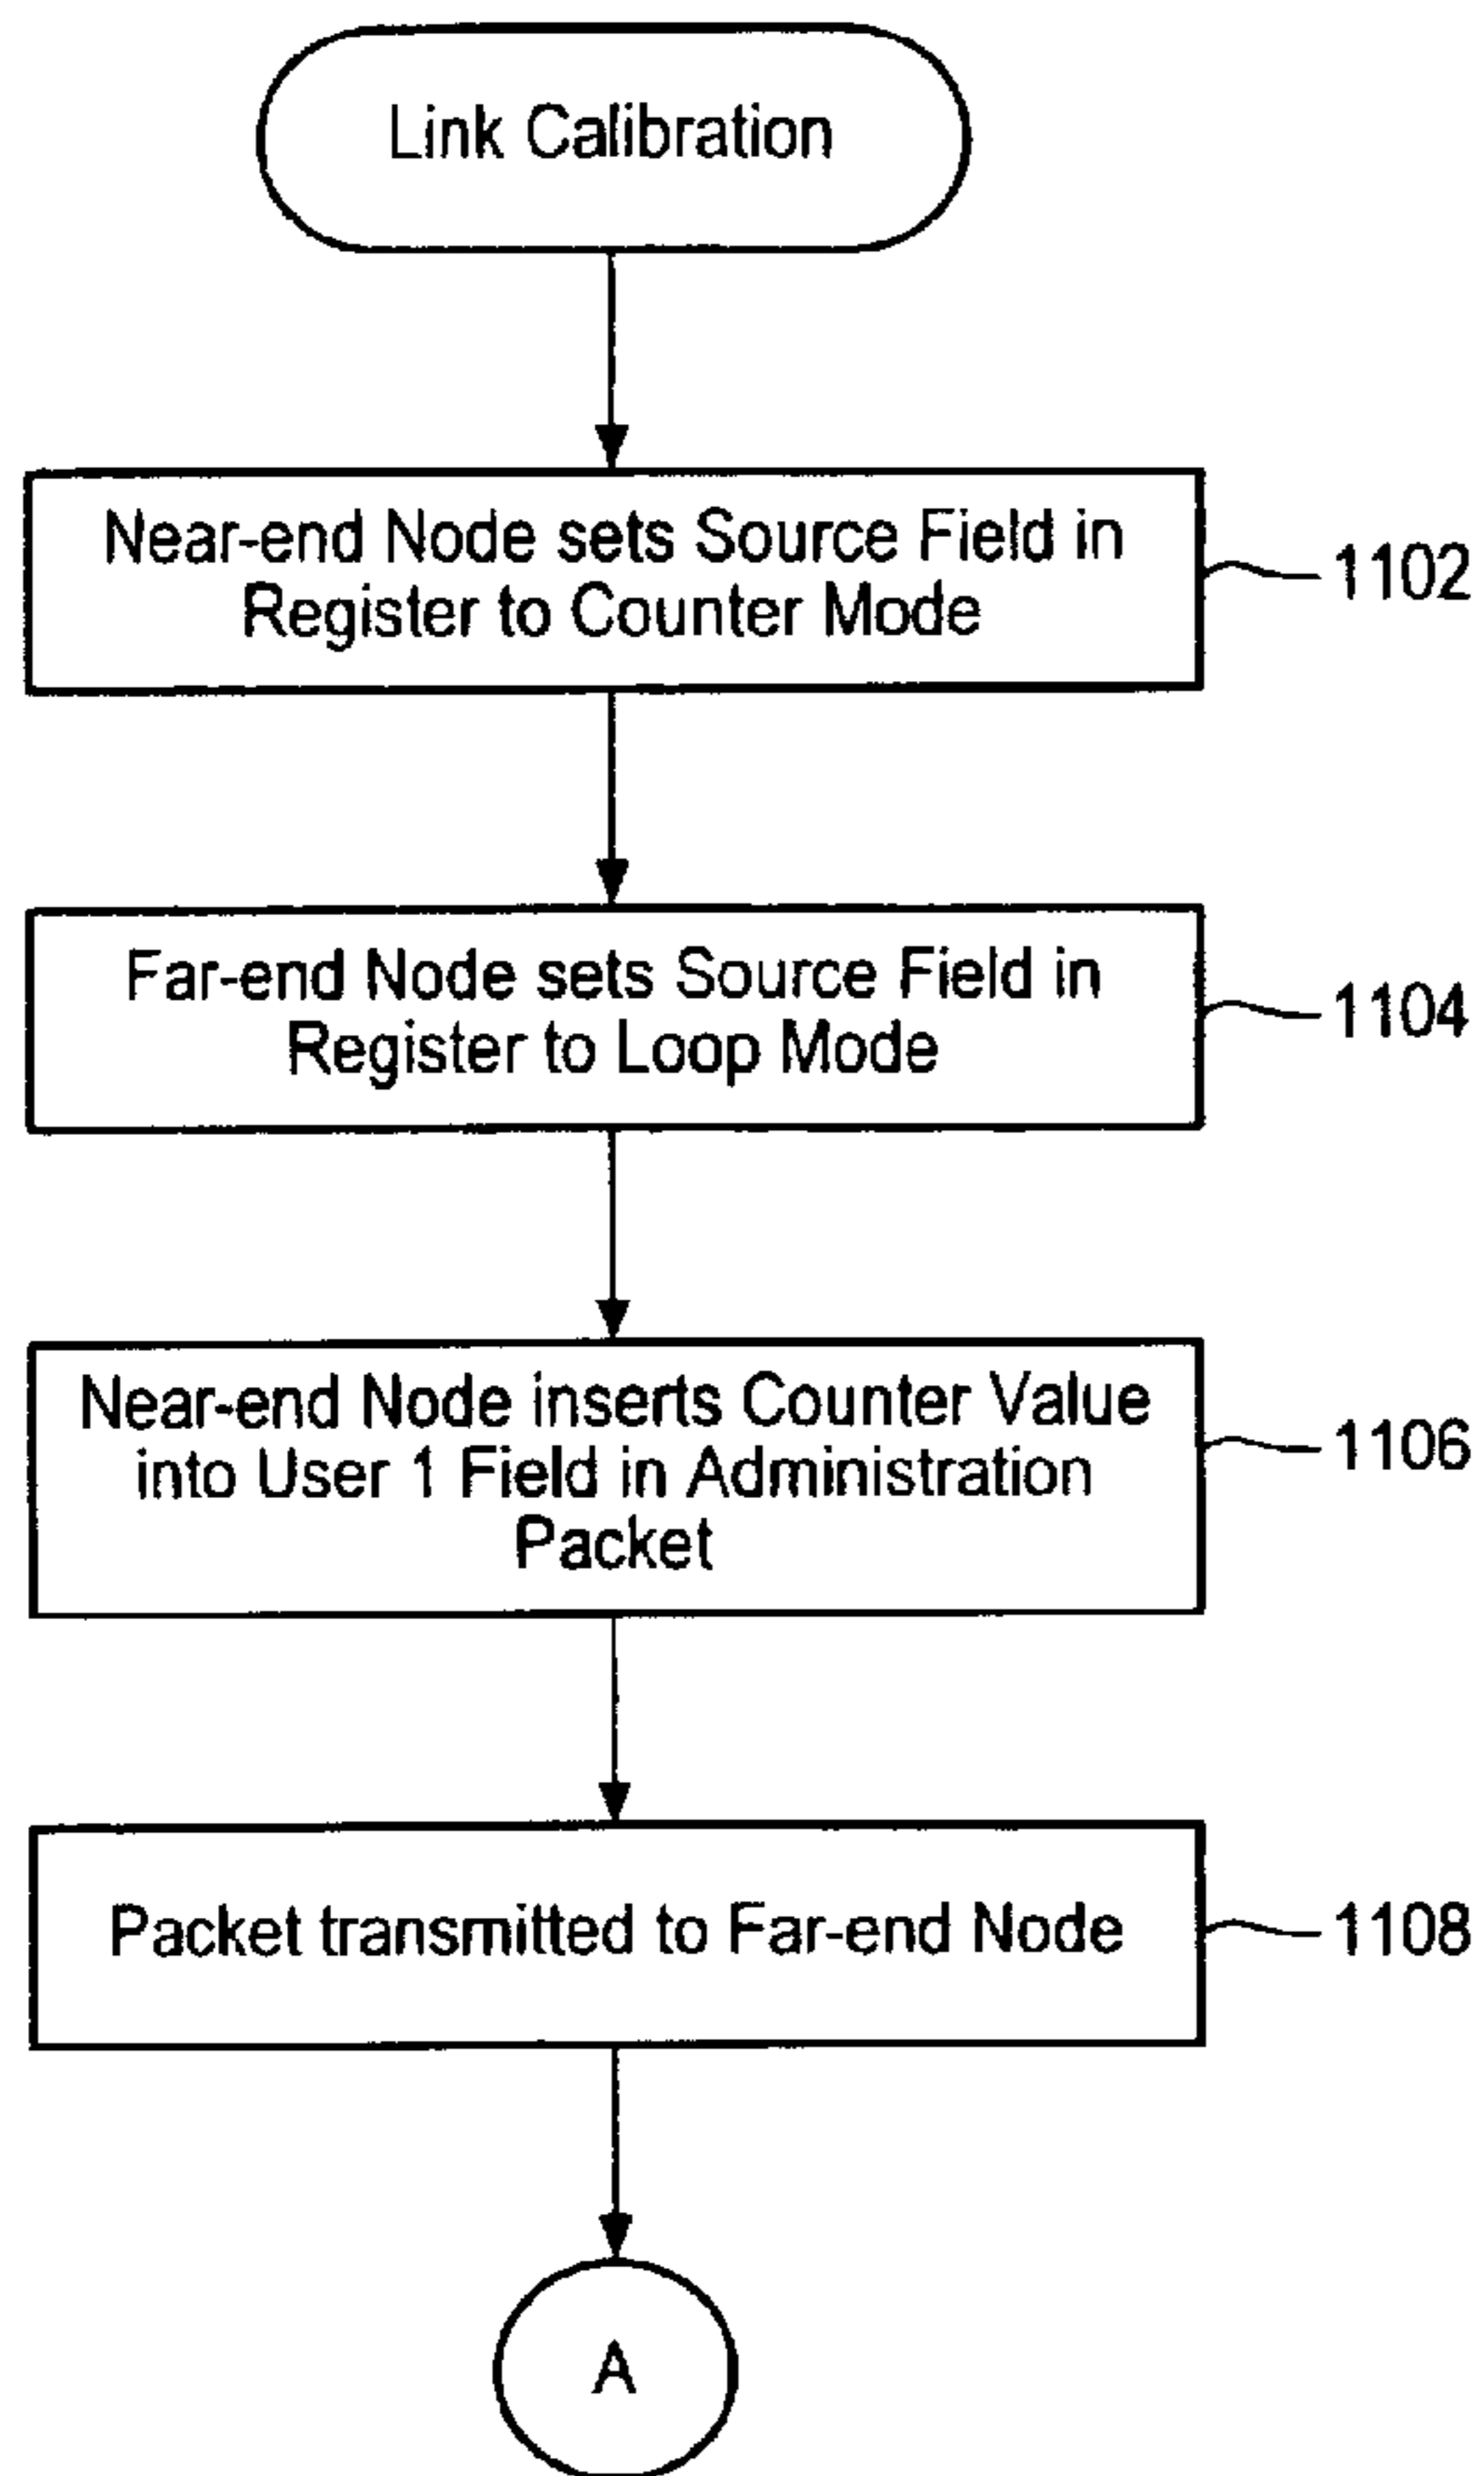 Link Calibration
Near-end Node sets Source Field in
Register to Counter Mode
1102
Far-end Node sets Source Field in
Register to Loop Mode
1104
Near-end Node inserts Counter Value
into User 1 Field in Administration
Packet
1106
Packet transmitted to Far-end Node
1108
A